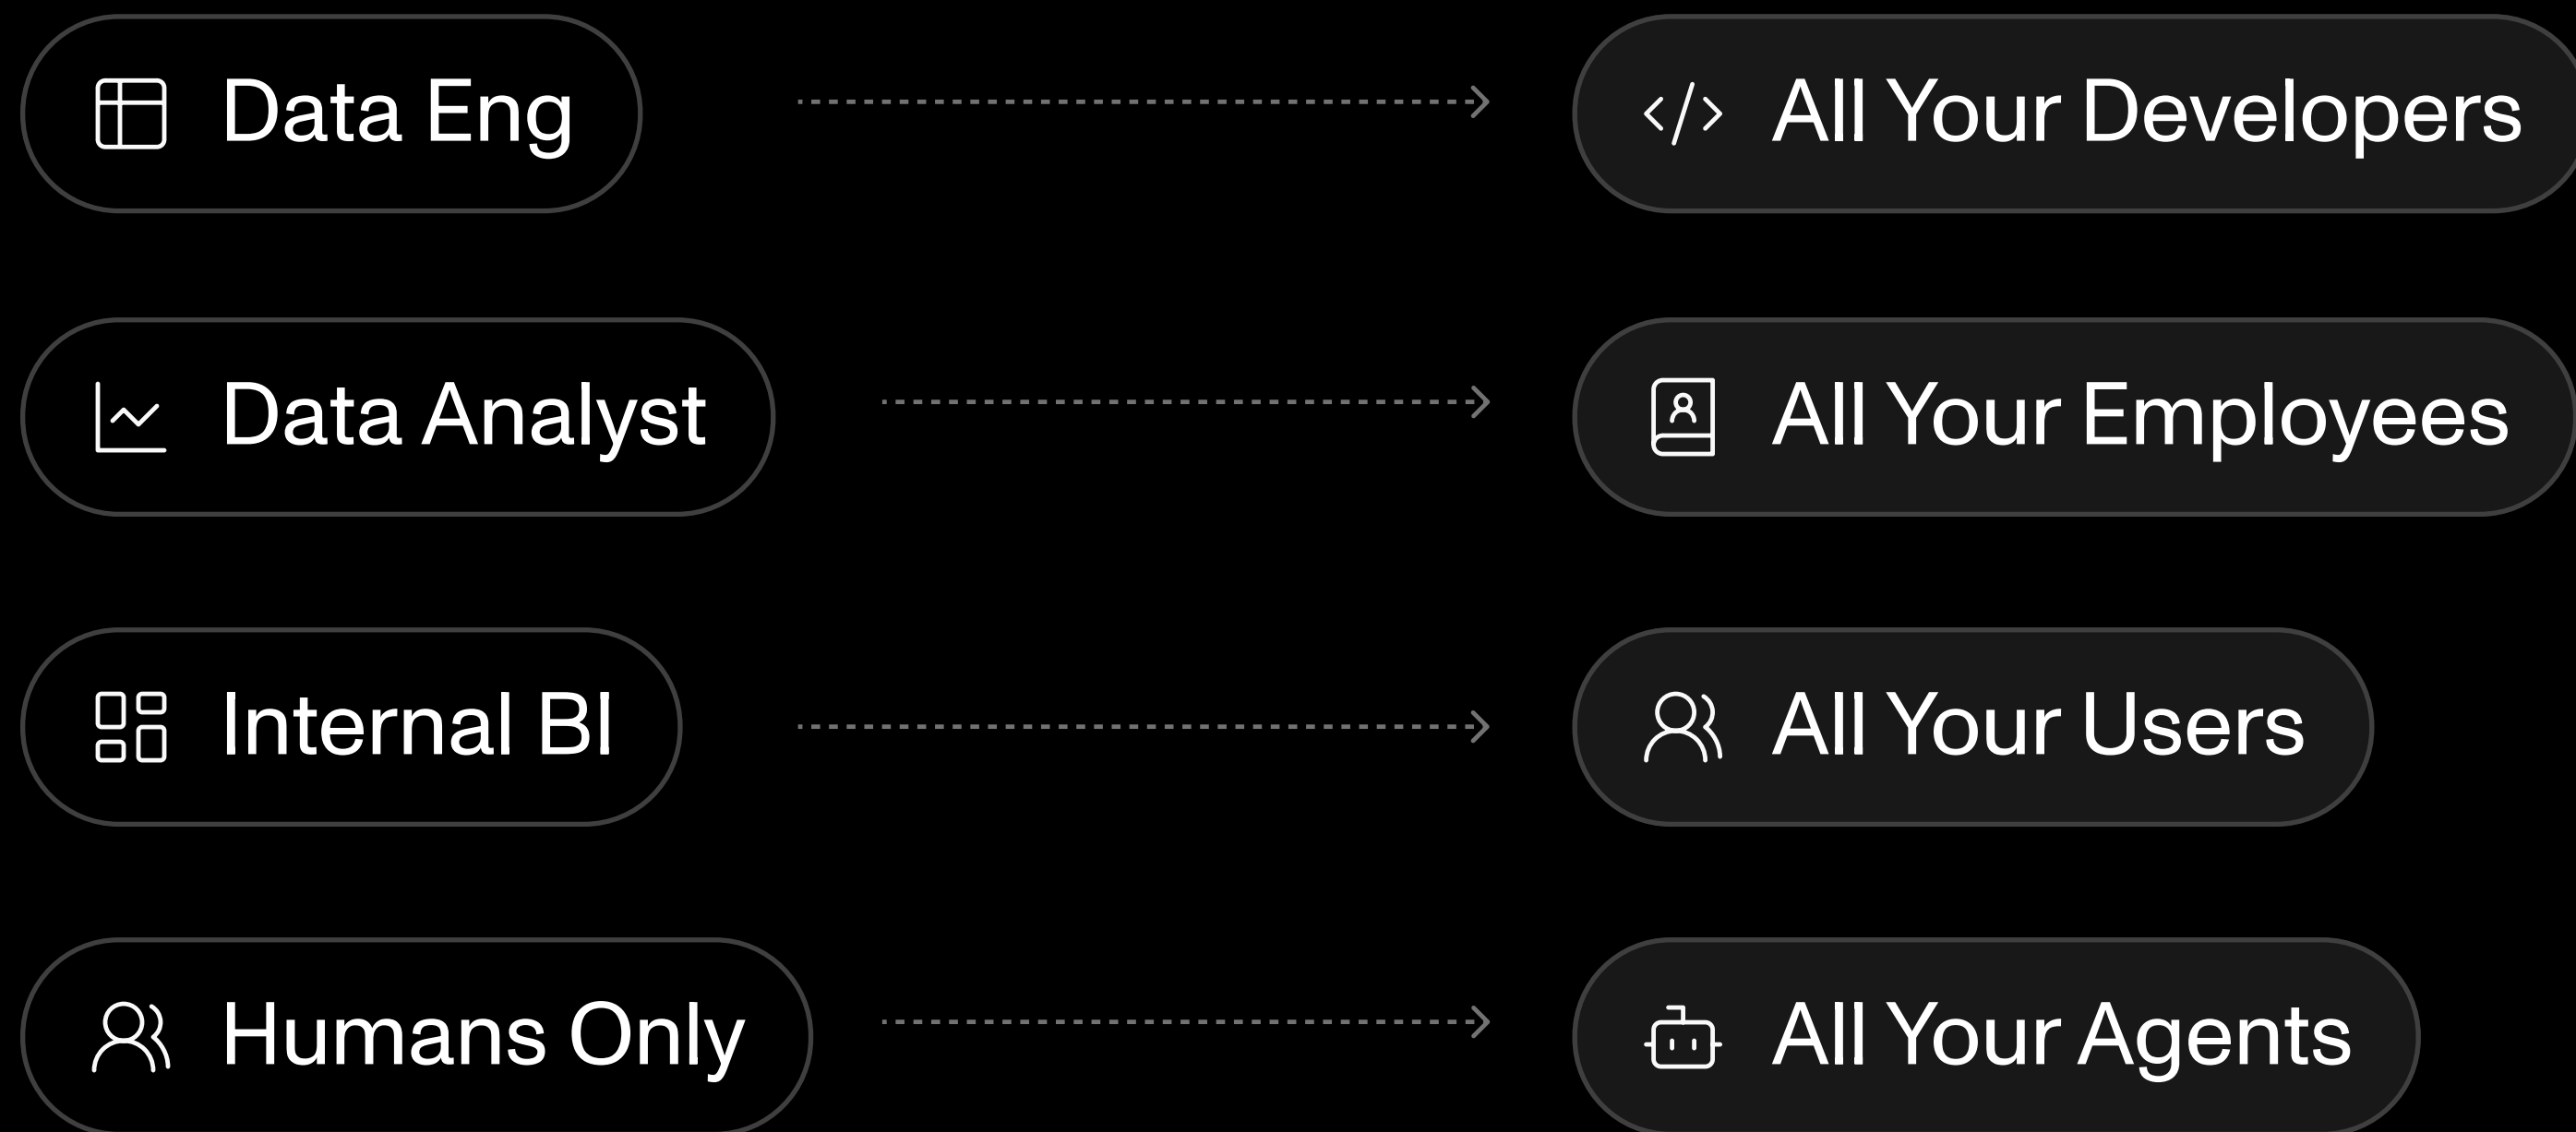 Data Eng
All Your Developers
Data Analyst
All Your Employees
Internal BI
All Your Users
Humans Only
All Your Agents